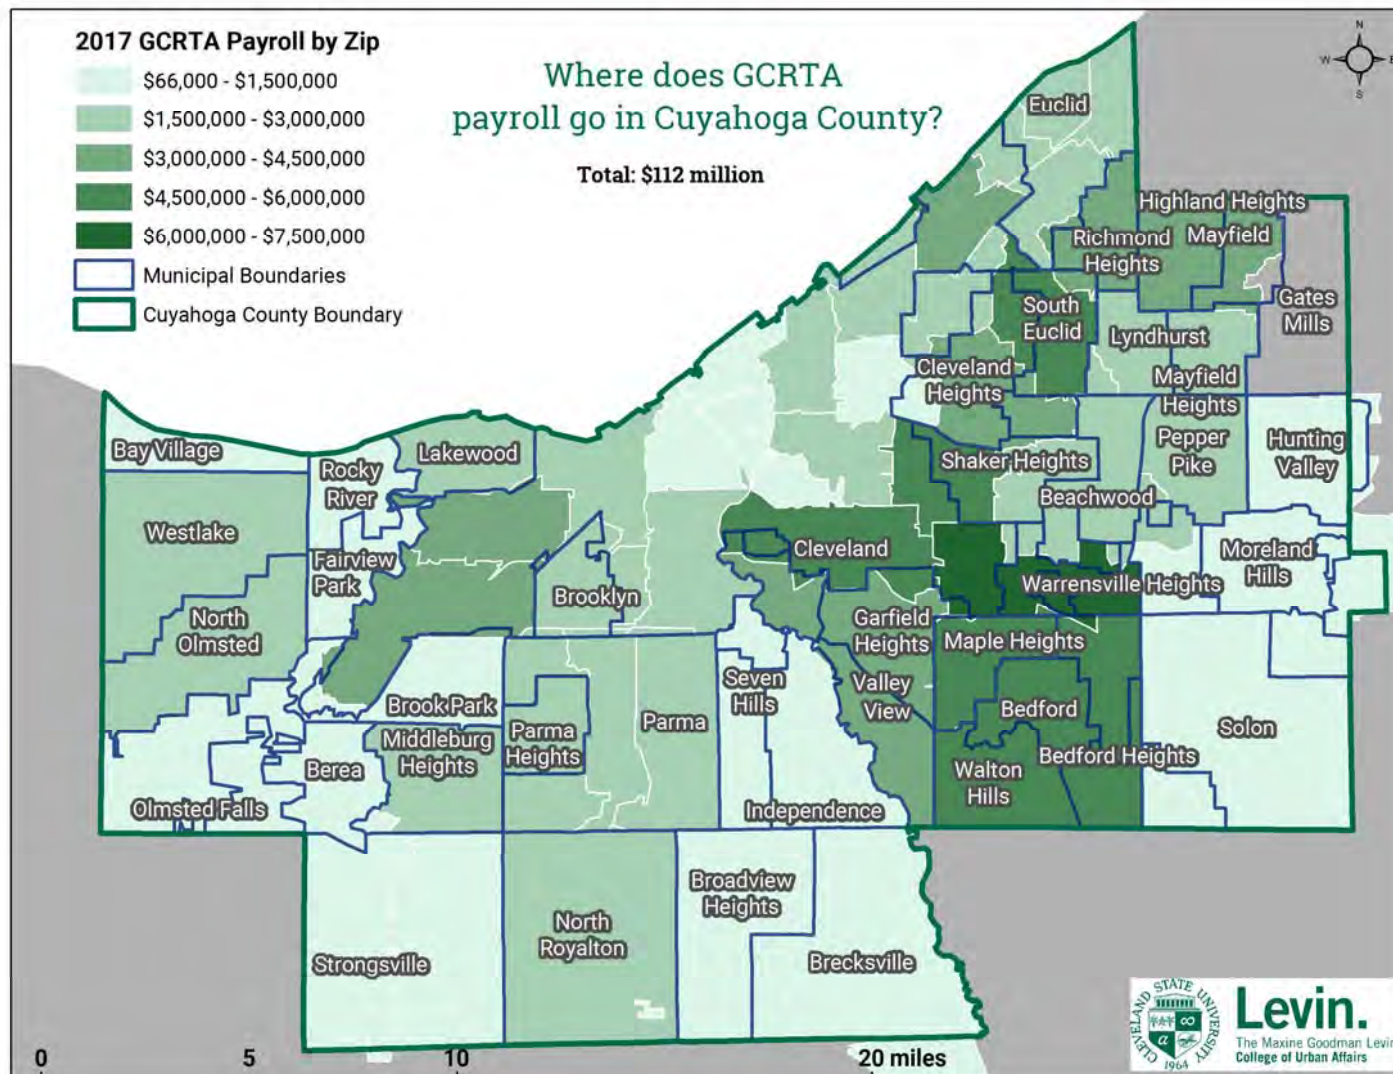 2017 GCRTA Payroll by Zip
$66,000 - $1,500,000
$1,500,000 - $3,000,000
$3,000,000 - $4,500,000
$4,500,000 - $6,000,000
$6,000,000 - $7,500,000
Municipal Boundaries
Cuyahoga County Boundary
Where does GCRTA
payroll go in Cuyahoga County?
Total: $112 million
N
W
E
S
Euclid
Highland Heights
Richmond
Heights
Mayfield
Gates
Mills
South
Euclid
Lyndhurst
Cleveland
Heights
Mayfield
Heights
Bay Village
Rocky
River
Lakewood
Shaker Heights
Pepper
Pike
Hunting
Valley
Beachwood
Westlake
Fairview
Park
Cleveland
Moreland
Hills
Warrensville Heights
Brooklyn
North
Olmsted
Garfield
Heights
Maple Heights
Seven
Hills
Valley
View
Brook Park
Parma
Heights
Parma
Bedford
Solon
Middleburg
Heights
Berea
Bedford Heights
Walton
Hills
Olmsted Falls
Independence
Broadview
Heights
North
Royalton
Strongsville
Brecksville
0
5
10
20 miles
CLEVELAND STATE UNIVERSITY
1964
Levin.
The Maxine Goodman Levin
College of Urban Affairs